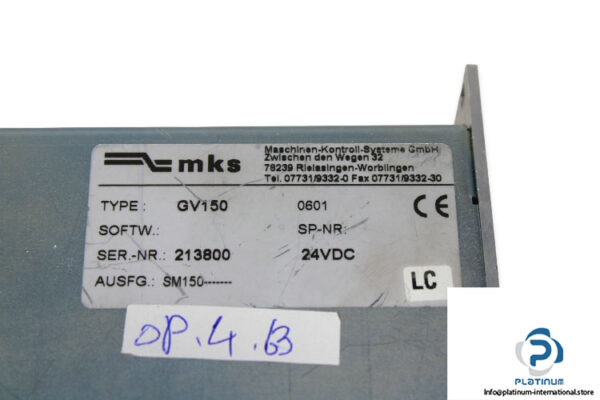 mks
Maschinen-Kontroll-Systeme GmbH
Zwischen den Wegen 32
78239 Rielasingen-Worblingen
Tel. 07731/9332-0 Fax 07731/9332-30
TYPE : GV150 0601 CE
SOFTW.: SP-NR:
SER.-NR.: 213800 24VDC
AUSFG.: SM150-------
LC
OP.4.B
PLATINUM
Info@platinum-international.store